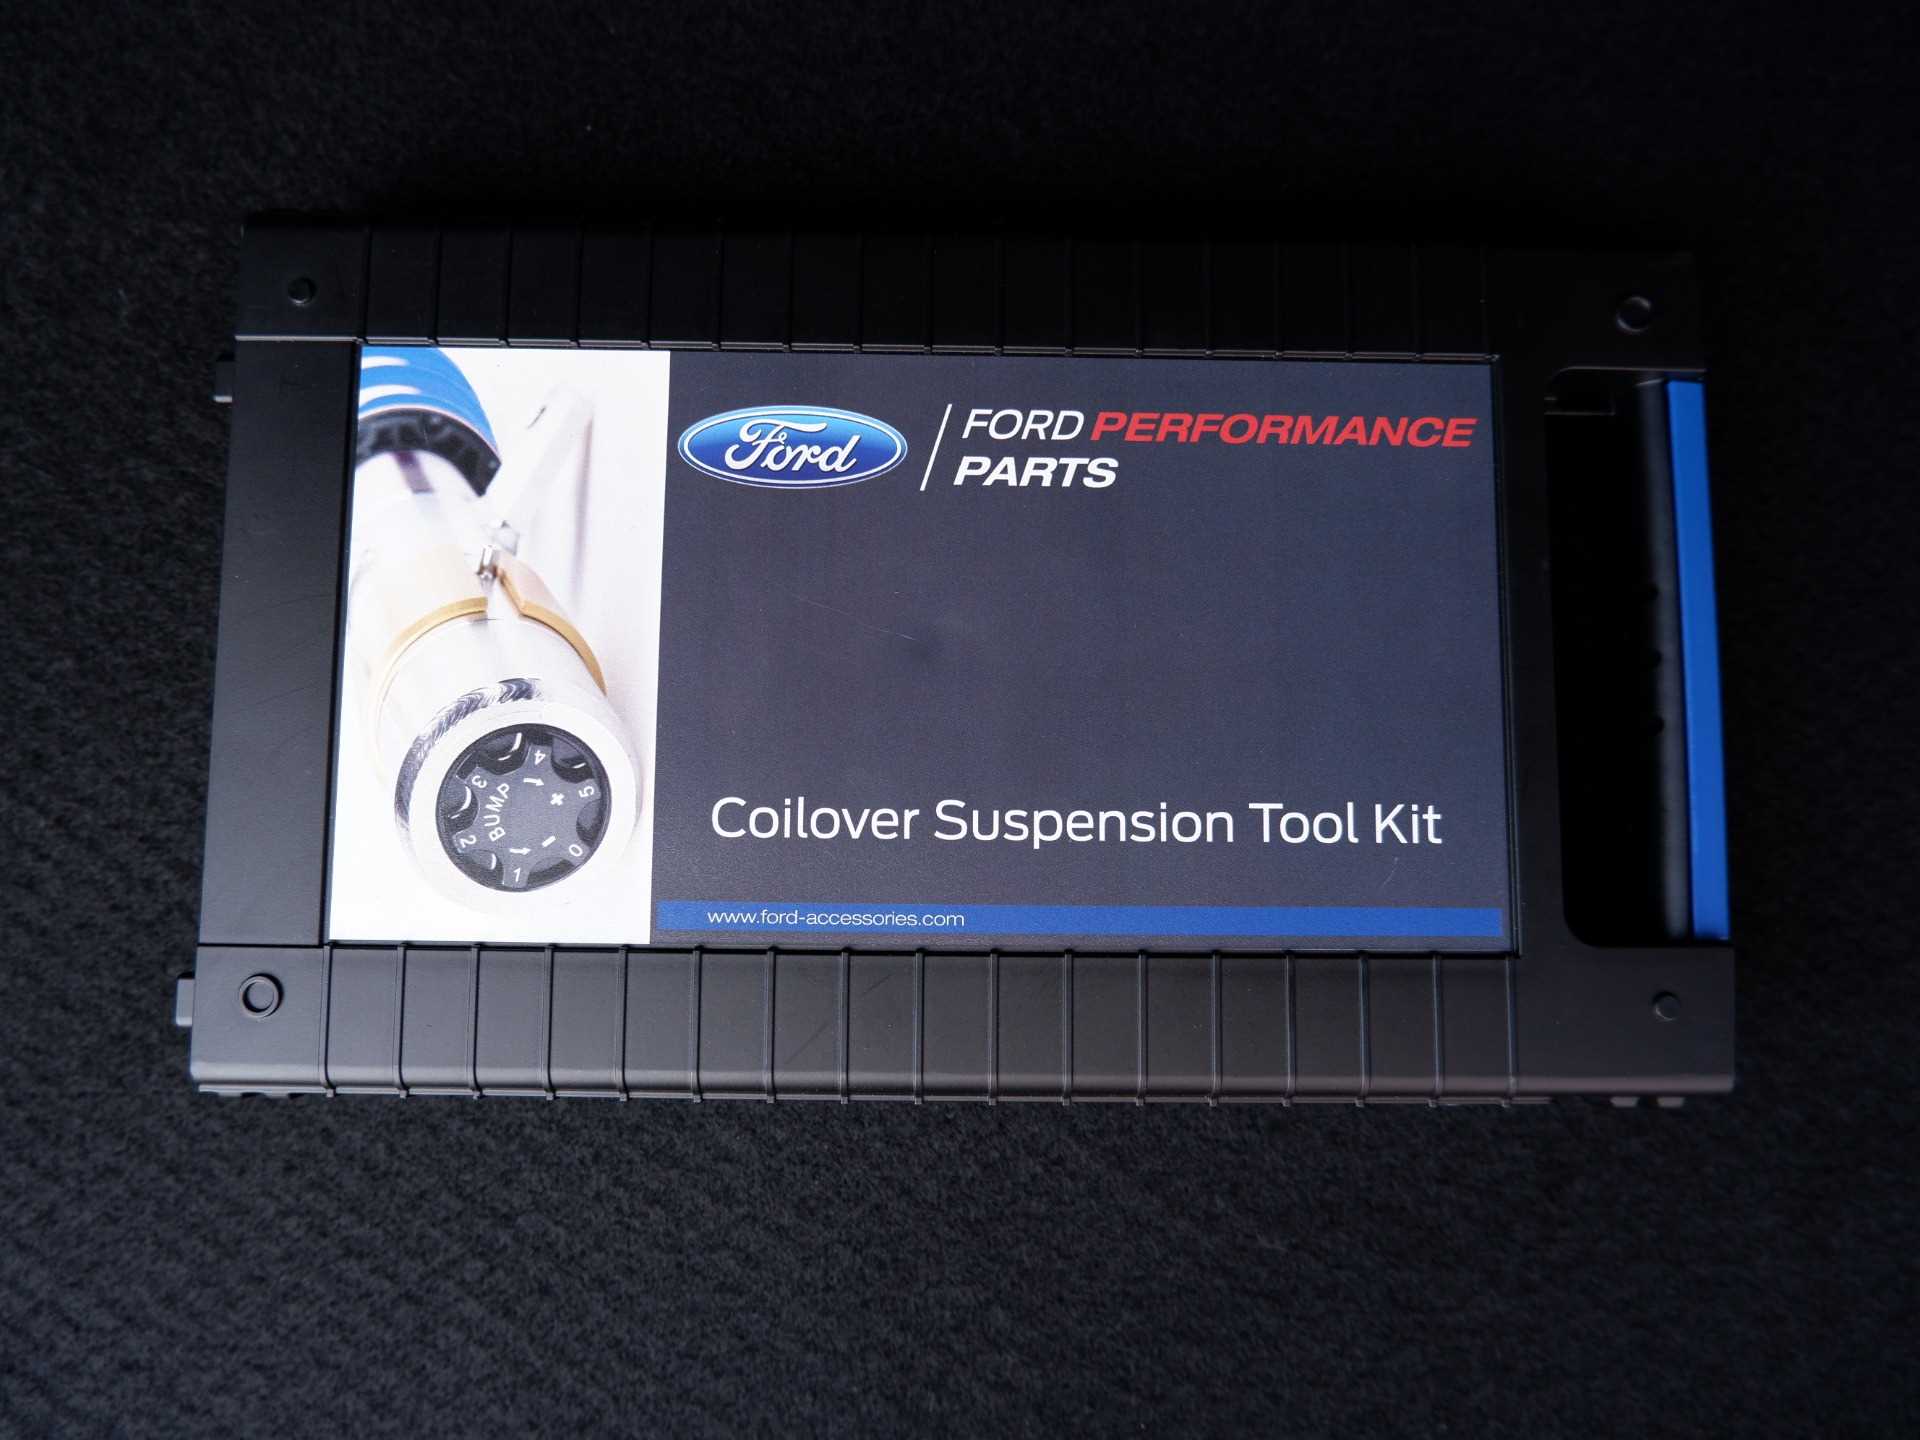 Ford
FORD PERFORMANCE
PARTS
Coilover Suspension Tool Kit
www.ford-accessories.com
BUMP
0
1
2
3
4
5
+
-